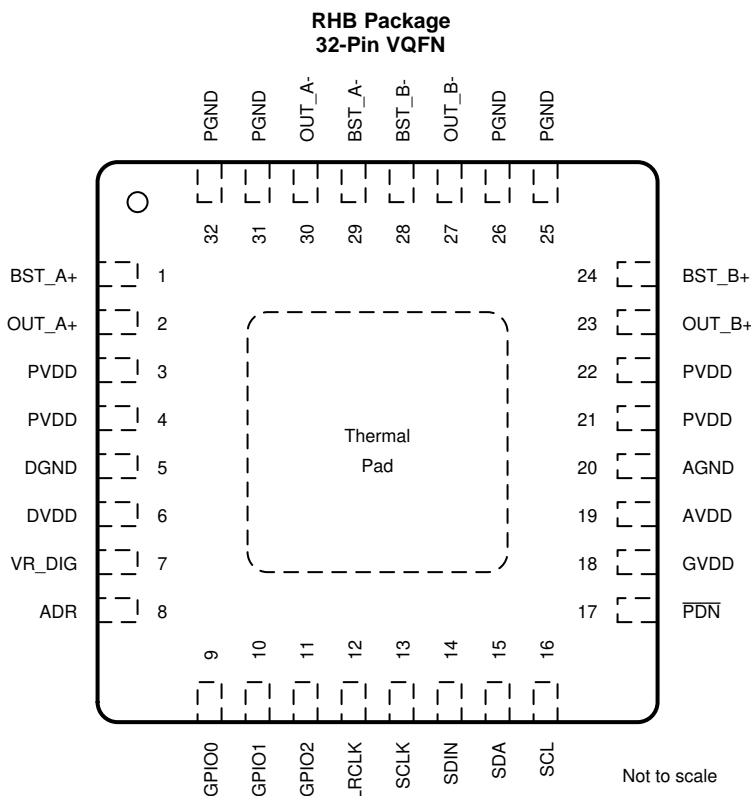 RHB Package
32-Pin VQFN
PGND
PGND
OUT_A-
BST_A-
BST_B-
OUT_B-
PGND
PGND
32
31
30
29
28
27
26
25
BST_A+ 1
OUT_A+ 2
PVDD 3
PVDD 4
DGND 5
DVDD 6
VR_DIG 7
ADR 8
24 BST_B+
23 OUT_B+
22 PVDD
21 PVDD
20 AGND
19 AVDD
18 GVDD
17 PDN
Thermal
Pad
9
10
11
12
13
14
15
16
GPIO0
GPIO1
GPIO2
LRCLK
SCLK
SDIN
SDA
SCL
Not to scale